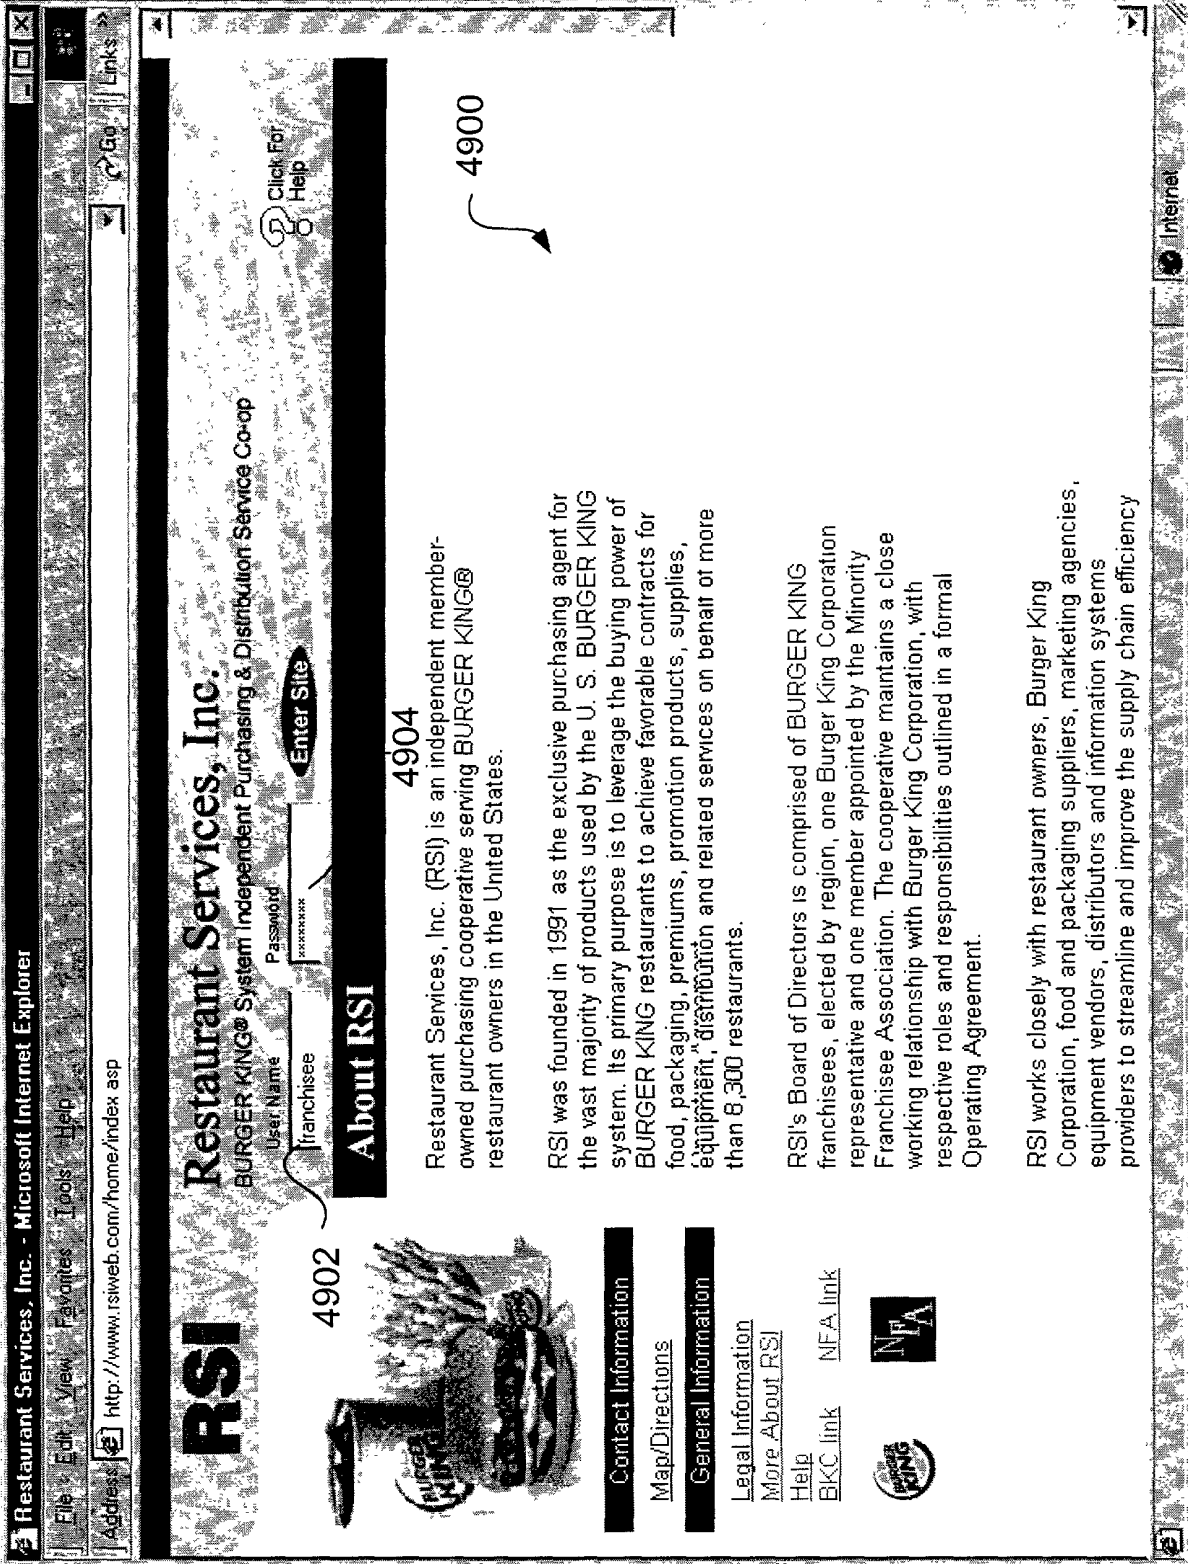 Restaurant Services, Inc. - Microsoft Internet Explorer
File Edit View Favorites Tools Help
Address http://www.rsiweb.com/home/index asp Go Links »
RSI
Restaurant Services, Inc.
BURGER KING® System Independent Purchasing & Distribution Service Co-op
User Name Password
franchisee ×××××××× Enter Site Click For
Help
4902
4904
4900
About RSI
BURGER
KING
Contact Information
Map/Directions
General Information
Legal Information
More About RSI
Help
BKC link NFA link
BURGER
KING
NFA
Restaurant Services, Inc. (RSI) is an independent member-
owned purchasing cooperative serving BURGER KING®
restaurant owners in the United States.
RSI was founded in 1991 as the exclusive purchasing agent for
the vast majority of products used by the U. S. BURGER KING
system. Its primary purpose is to leverage the buying power of
BURGER KING restaurants to achieve favorable contracts for
food, packaging, premiums, promotion products, supplies,
equipment, distribution and related services on behalf of more
than 8,300 restaurants.
RSI's Board of Directors is comprised of BURGER KING
franchisees, elected by region, one Burger King Corporation
representative and one member appointed by the Minority
Franchisee Association. The cooperative maintains a close
working relationship with Burger King Corporation, with
respective roles and responsibilities outlined in a formal
Operating Agreement.
RSI works closely with restaurant owners, Burger King
Corporation, food and packaging suppliers, marketing agencies,
equipment vendors, distributors and information systems
providers to streamline and improve the supply chain efficiency
Internet